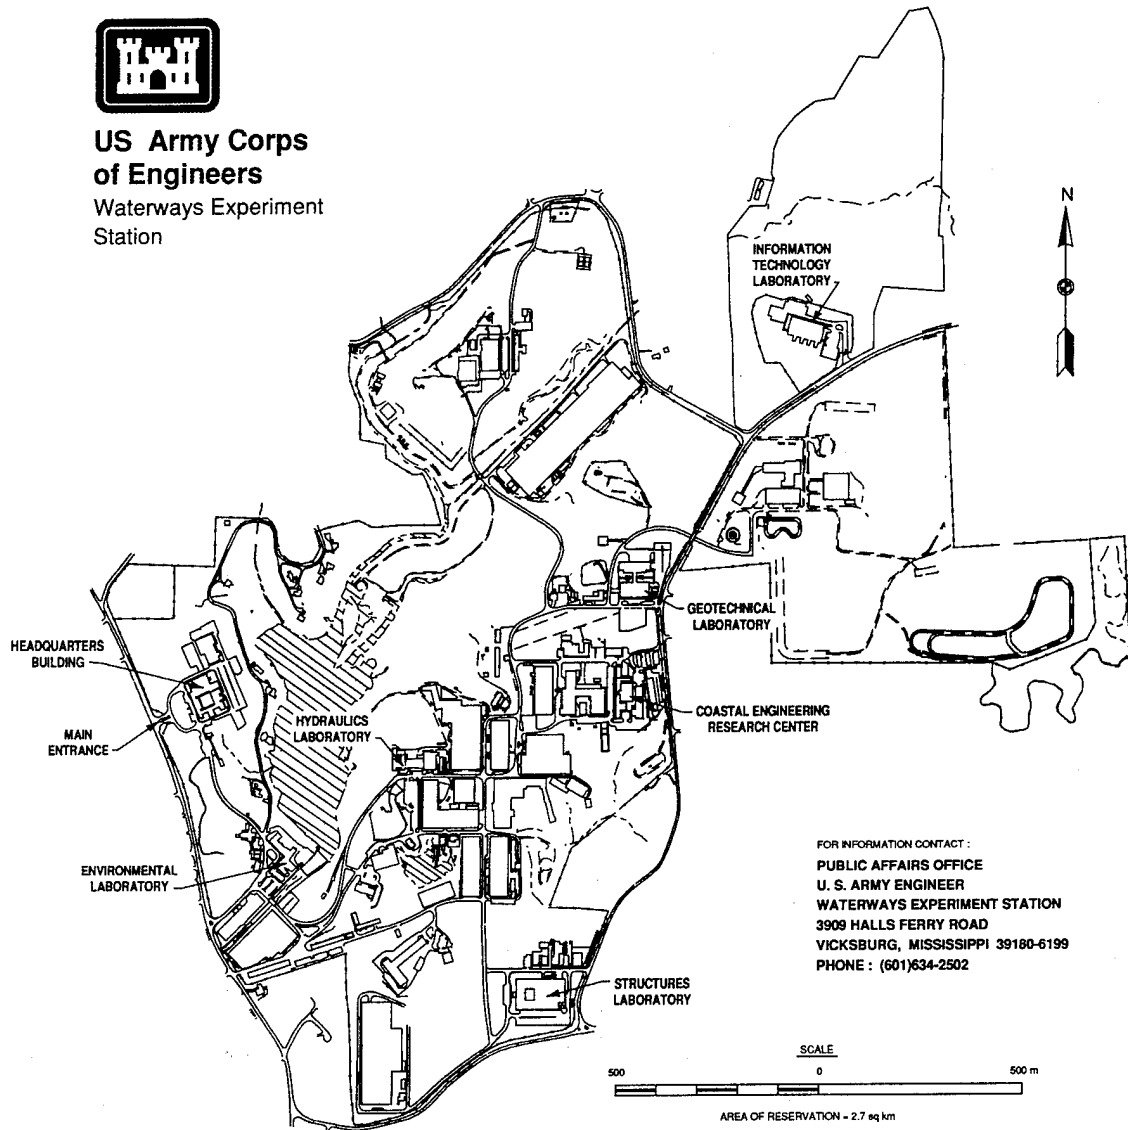 US Army Corps
of Engineers
Waterways Experiment
Station
N
INFORMATION
TECHNOLOGY
LABORATORY
GEOTECHNICAL
LABORATORY
HEADQUARTERS
BUILDING
HYDRAULICS
LABORATORY
COASTAL ENGINEERING
RESEARCH CENTER
MAIN
ENTRANCE
ENVIRONMENTAL
LABORATORY
FOR INFORMATION CONTACT :
PUBLIC AFFAIRS OFFICE
U. S. ARMY ENGINEER
WATERWAYS EXPERIMENT STATION
3909 HALLS FERRY ROAD
VICKSBURG, MISSISSIPPI 39180-6199
PHONE : (601)634-2502
STRUCTURES
LABORATORY
SCALE
500 0 500 m
AREA OF RESERVATION = 2.7 sq km